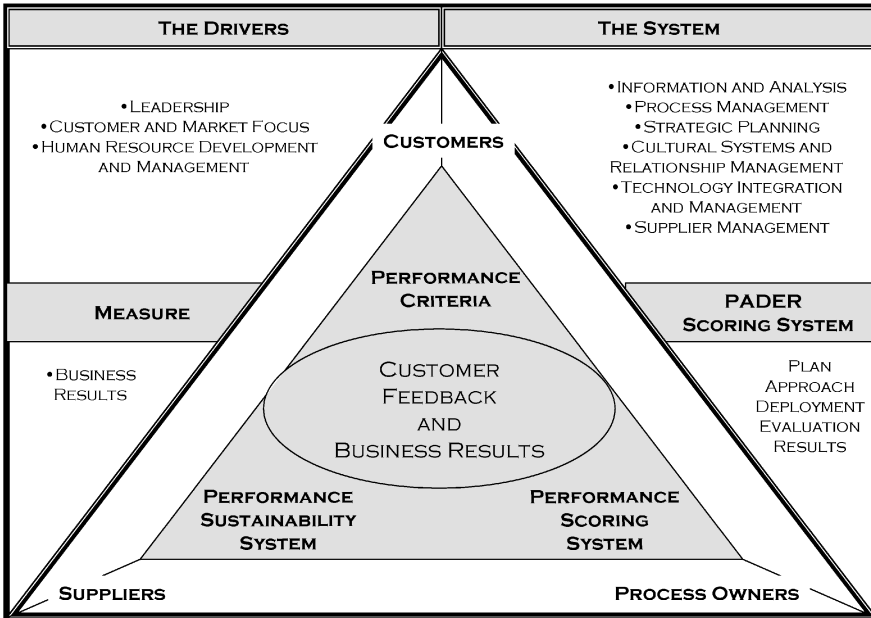 The Drivers
The System
•Leadership
•Customer and Market Focus
•Human Resource Development
and Management
•Information and Analysis
•Process Management
•Strategic Planning
•Cultural Systems and
Relationship Management
•Technology Integration
and Management
•Supplier Management
Customers
Measure
PADER
Scoring System
•Business
Results
Plan
Approach
Deployment
Evaluation
Results
Performance
Criteria
Customer
Feedback
and
Business Results
Performance
Sustainability
System
Performance
Scoring
System
Suppliers
Process Owners